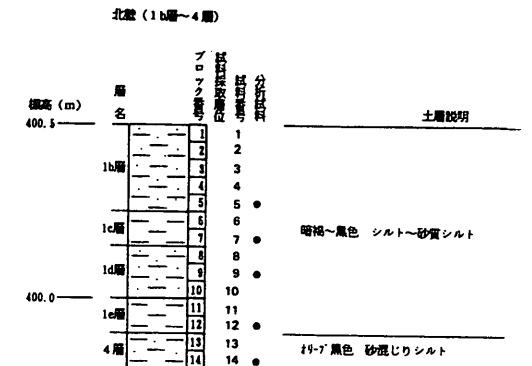 北壁（1b層～4層）
標高（m）
層名
ブロック番号
試料採取層位
試料番号
分析試料
土層説明
400.5
1b層
1 1
2 2
3 3
4 4
5 5 ●
1c層
6 6
7 7 ●
暗褐～黒色 シルト～砂質シルト
1d層
8 8
9 9 ●
10 10
400.0
1e層
11 11
12 12 ●
4層
13 13
14 14 ●
ｵﾘｰﾌﾞ黒色 砂混じりシルト